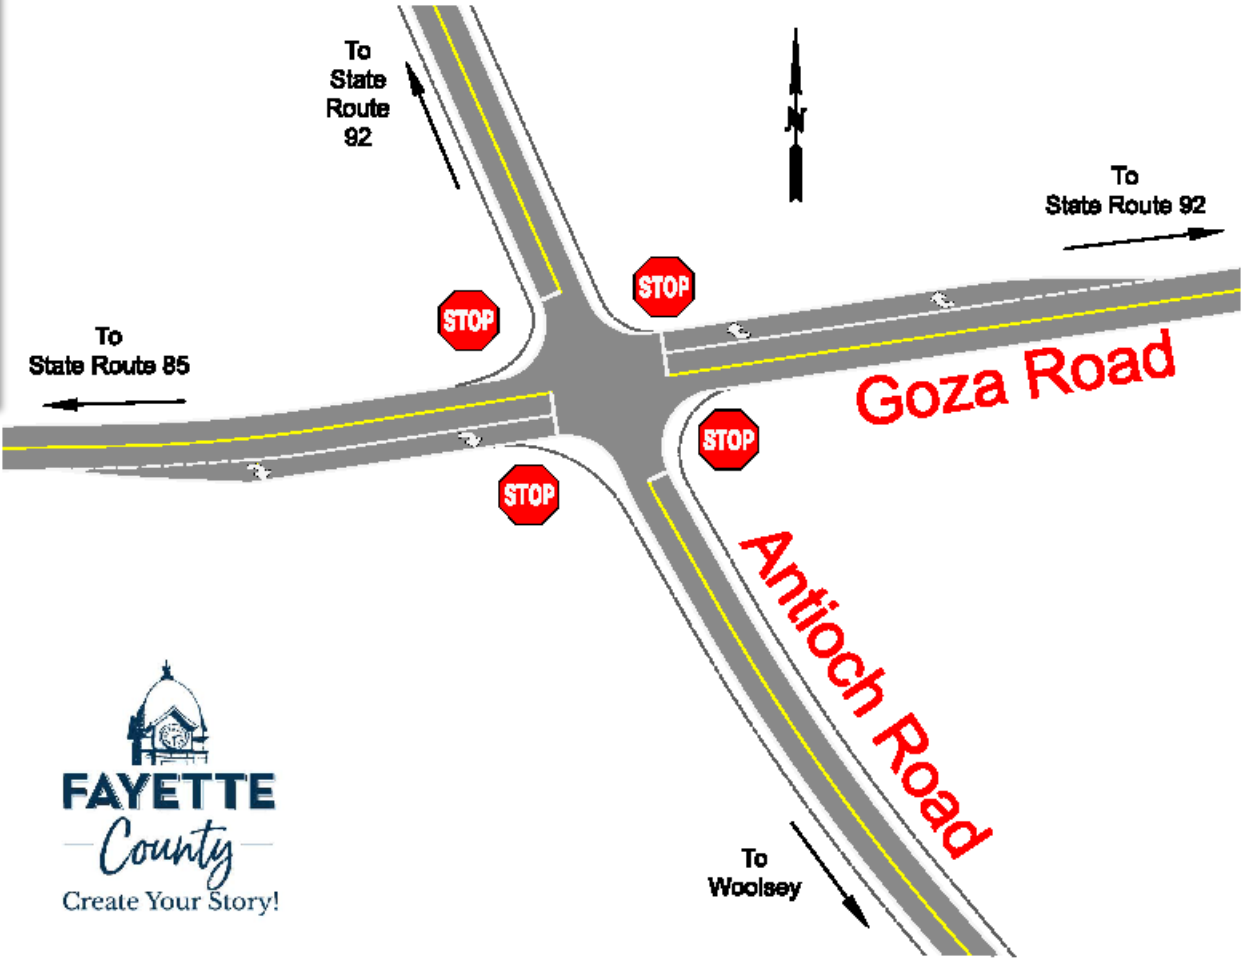 To
State
Route
92
N
To
State Route 92
STOP
STOP
To
State Route 85
Goza Road
STOP
STOP
Antioch Road
To
Woolsey
FAYETTE
County
Create Your Story!